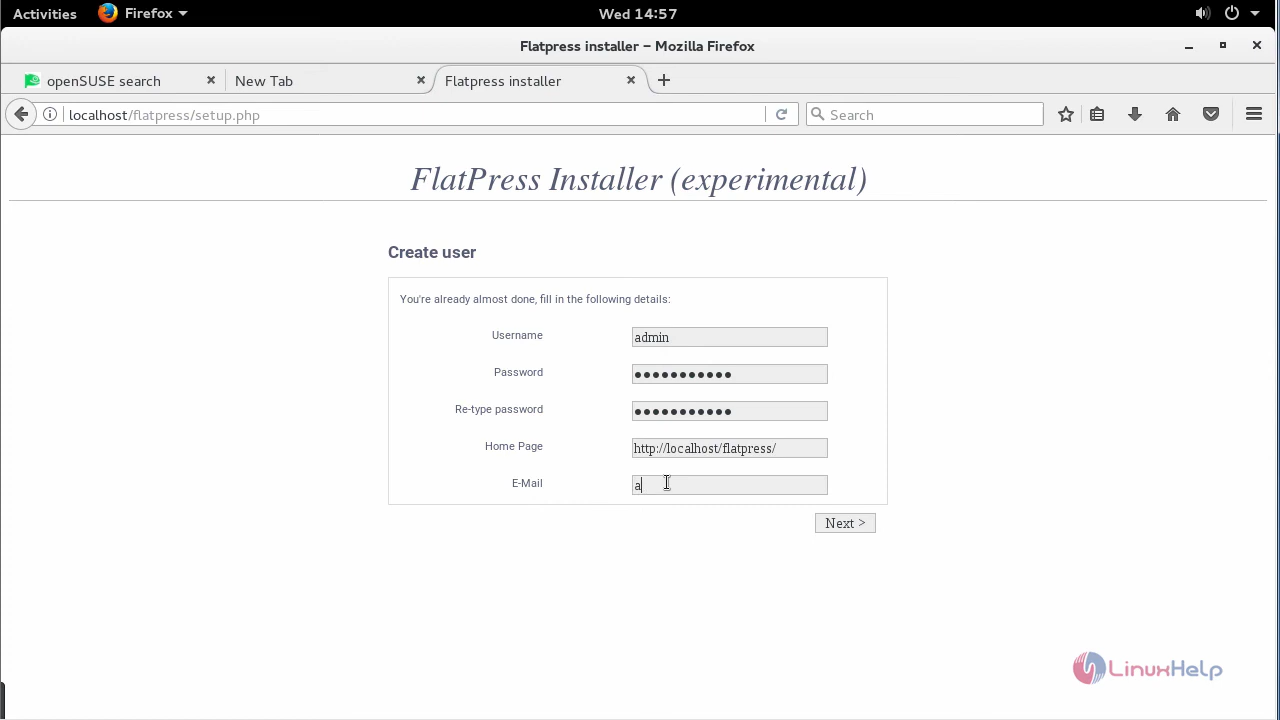 Activities Firefox Wed 14:57
Flatpress installer – Mozilla Firefox
openSUSE search New Tab Flatpress installer
localhost/flatpress/setup.php Search
FlatPress Installer (experimental)
Create user
You're already almost done, fill in the following details:
Username admin
Password ●●●●●●●●●●●
Re-type password ●●●●●●●●●●●
Home Page http://localhost/flatpress/
E-Mail a
Next >
LinuxHelp